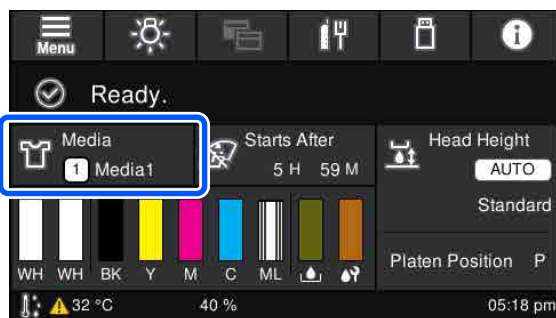 Menu
Ready.
Media
1 Media1
Starts After
5 H 59 M
Head Height
AUTO
Standard
WH WH BK Y M C ML
Platen Position P
32 °C 40 % 05:18 pm